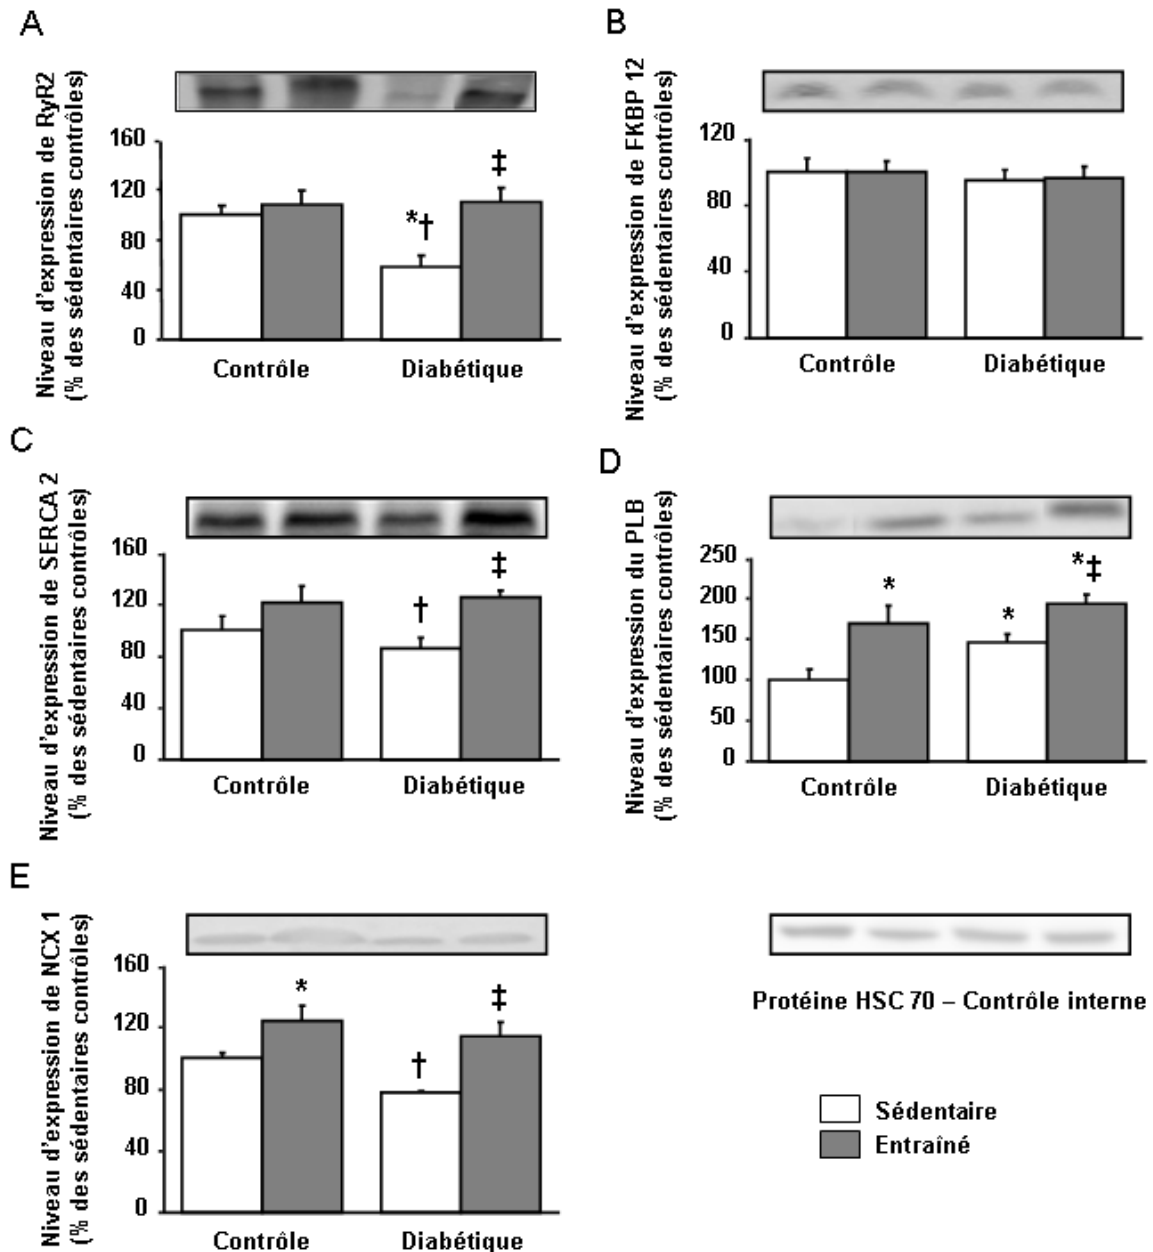 A
Niveau d'expression de RyR2
(% des sédentaires contrôles)
160
120
80
40
0
*†
‡
Contrôle
Diabétique
B
Niveau d'expression de FKBP 12
(% des sédentaires contrôles)
120
80
40
0
Contrôle
Diabétique
C
Niveau d'expression de SERCA 2
(% des sédentaires contrôles)
160
120
80
40
0
†
‡
Contrôle
Diabétique
D
Niveau d'expression du PLB
(% des sédentaires contrôles)
250
200
150
100
50
0
*
*
*‡
Contrôle
Diabétique
E
Niveau d'expression de NCX 1
(% des sédentaires contrôles)
160
120
80
40
0
*
†
‡
Contrôle
Diabétique
Protéine HSC 70 – Contrôle interne
Sédentaire
Entraîné